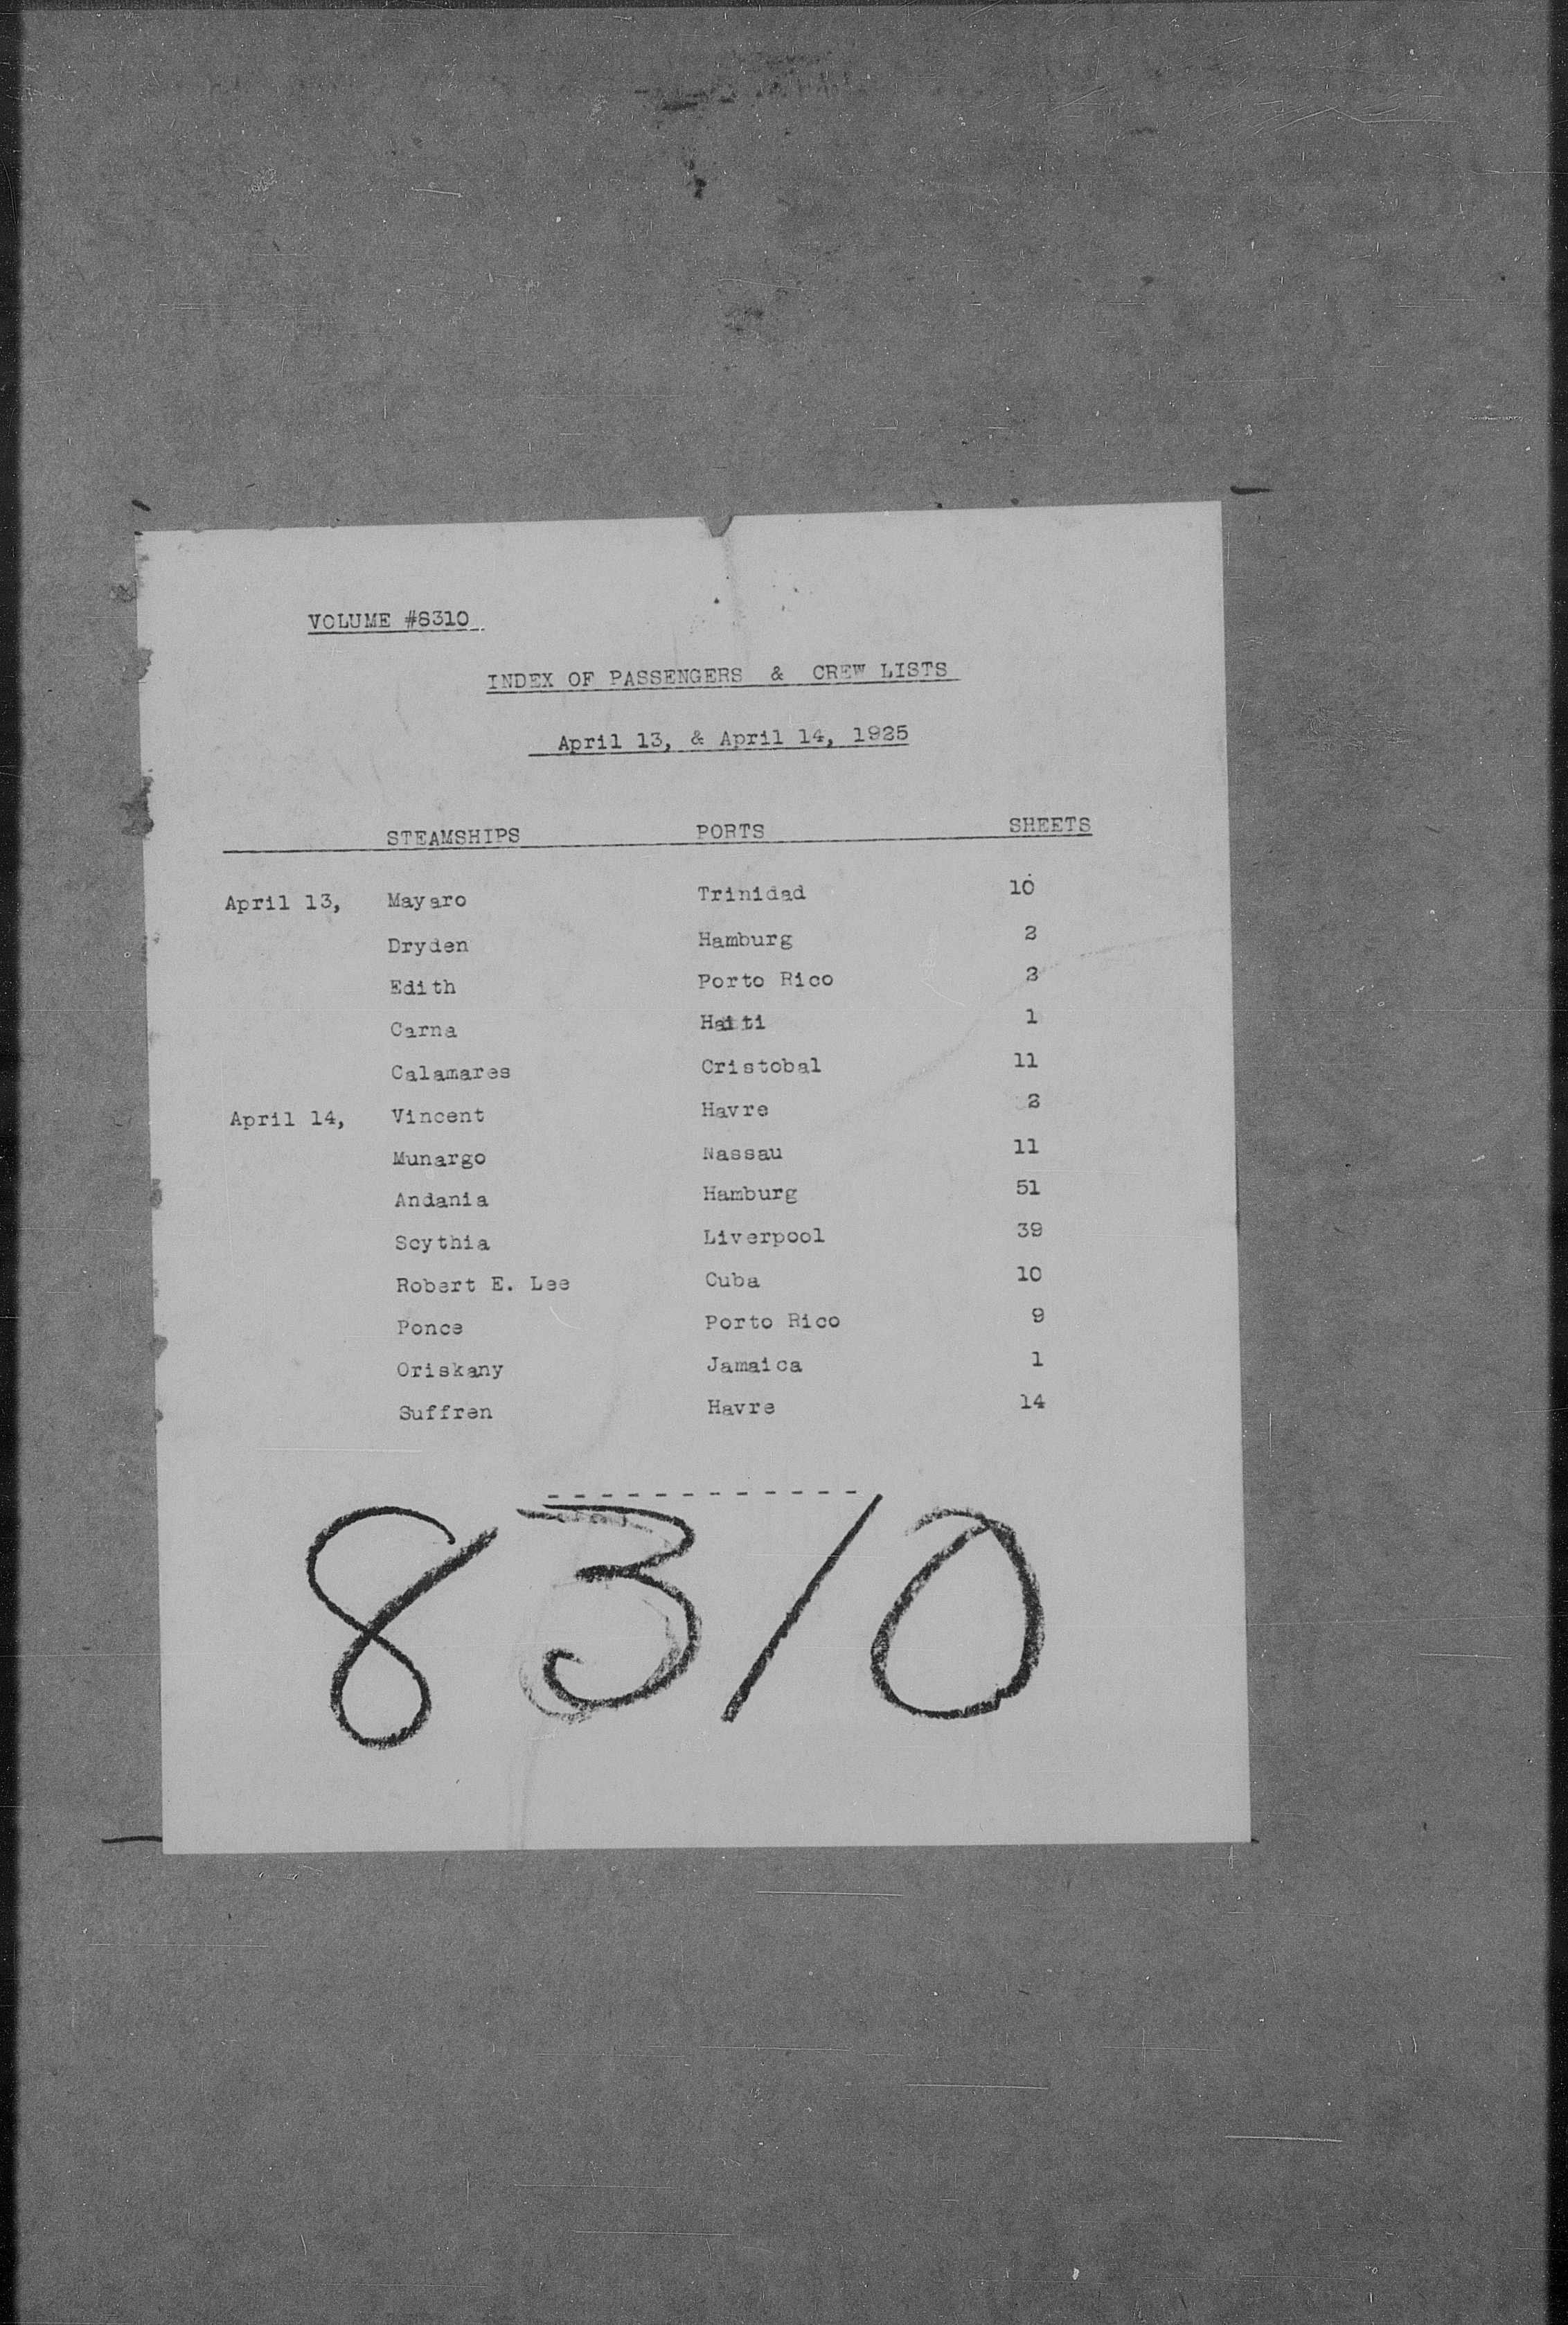 VOLUME #8310
INDEX OF PASSENGERS & CREW LISTS
April 13, & April 14, 1925
STEAMSHIPS PORTS SHEETS
April 13, Mayaro Trinidad 10
Dryden Hamburg 2
Edith Porto Rico 2
Carna Haiti 1
Calamares Cristobal 11
April 14, Vincent Havre 2
Munargo Nassau 11
Andania Hamburg 51
Scythia Liverpool 39
Robert E. Lee Cuba 10
Ponce Porto Rico 9
Oriskany Jamaica 1
Suffren Havre 14
------------
8310